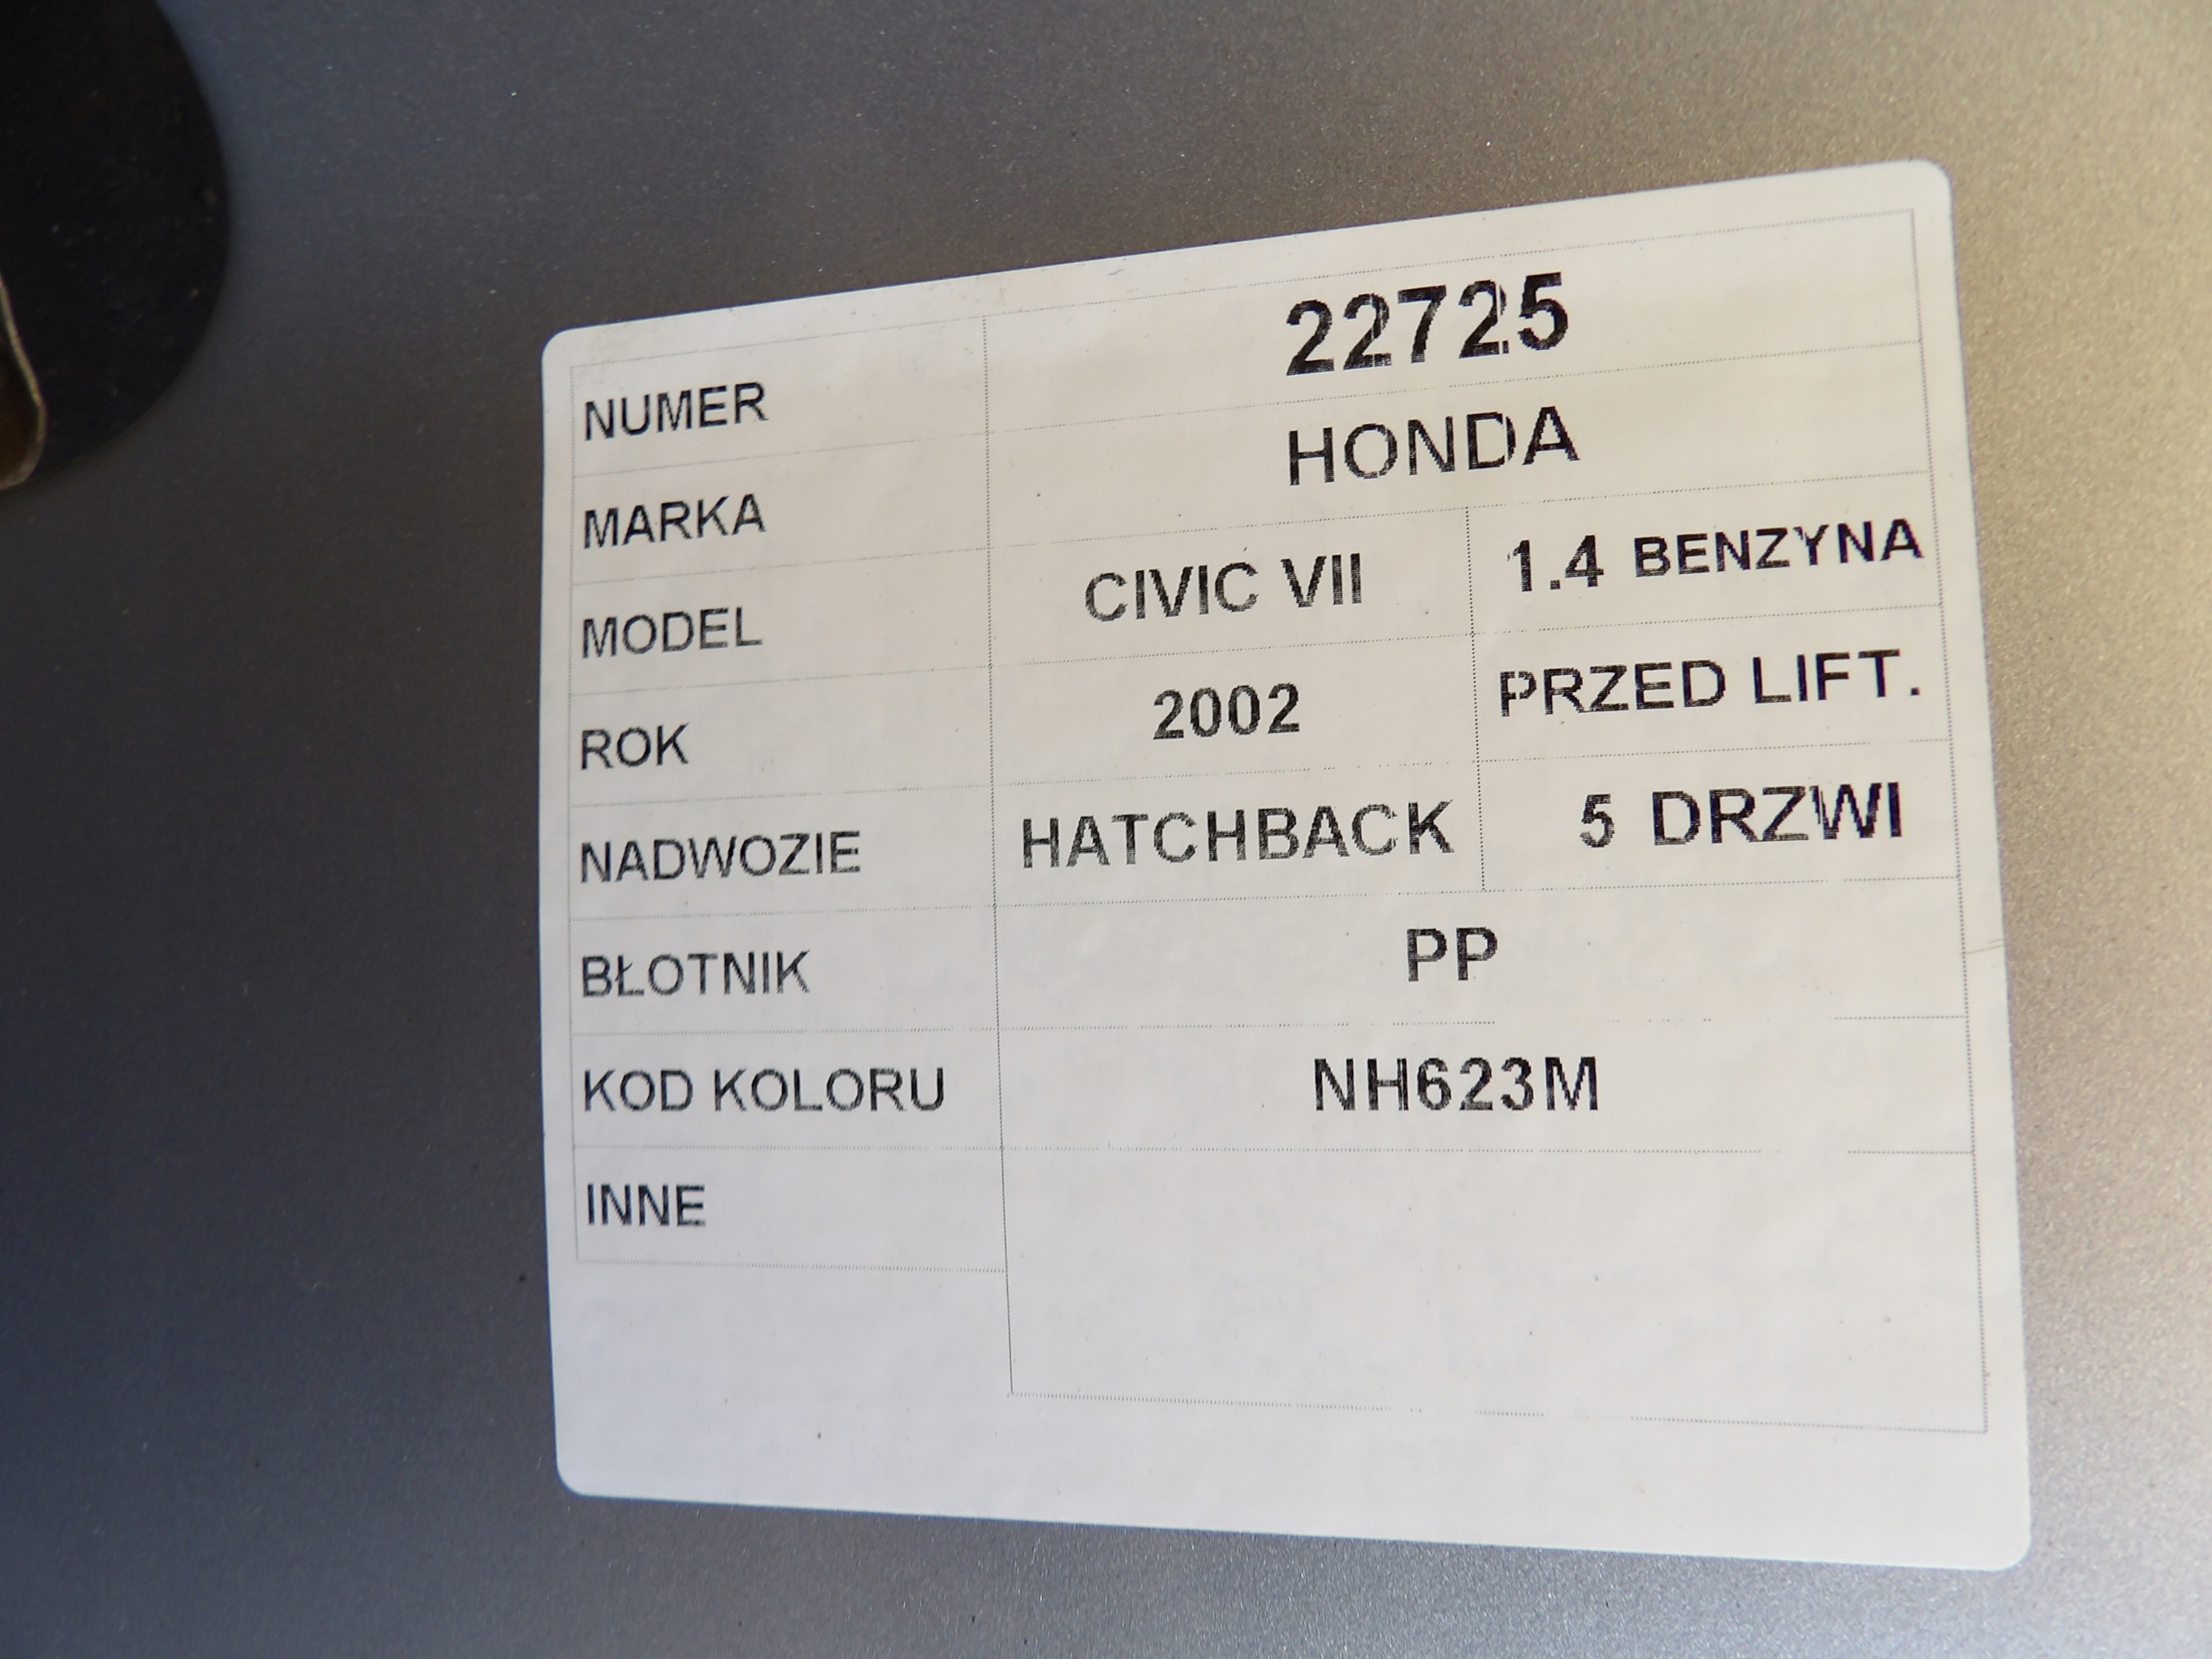 NUMER 22725
MARKA HONDA
MODEL CIVIC VII 1.4 BENZYNA
ROK 2002 PRZED LIFT.
NADWOZIE HATCHBACK 5 DRZWI
BŁOTNIK PP
KOD KOLORU NH623M
INNE